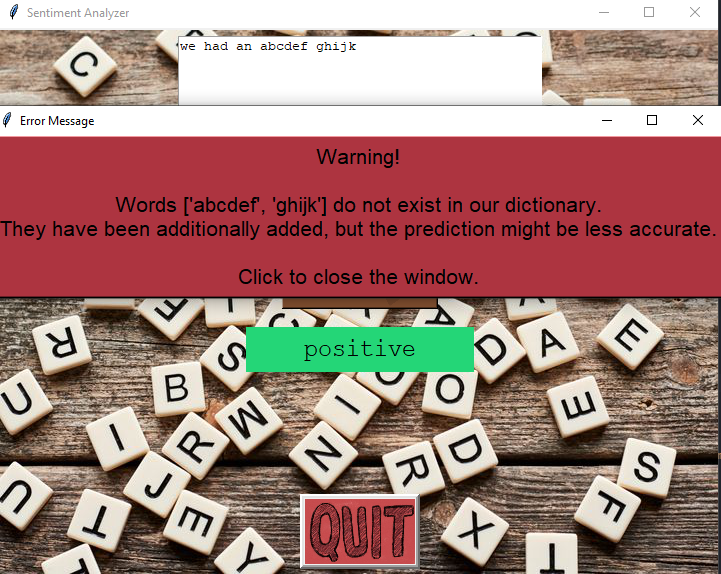 Sentiment Analyzer
we had an abcdef ghijk
Error Message
Warning!
Words ['abcdef', 'ghijk'] do not exist in our dictionary.
They have been additionally added, but the prediction might be less accurate.
Click to close the window.
positive
QUIT